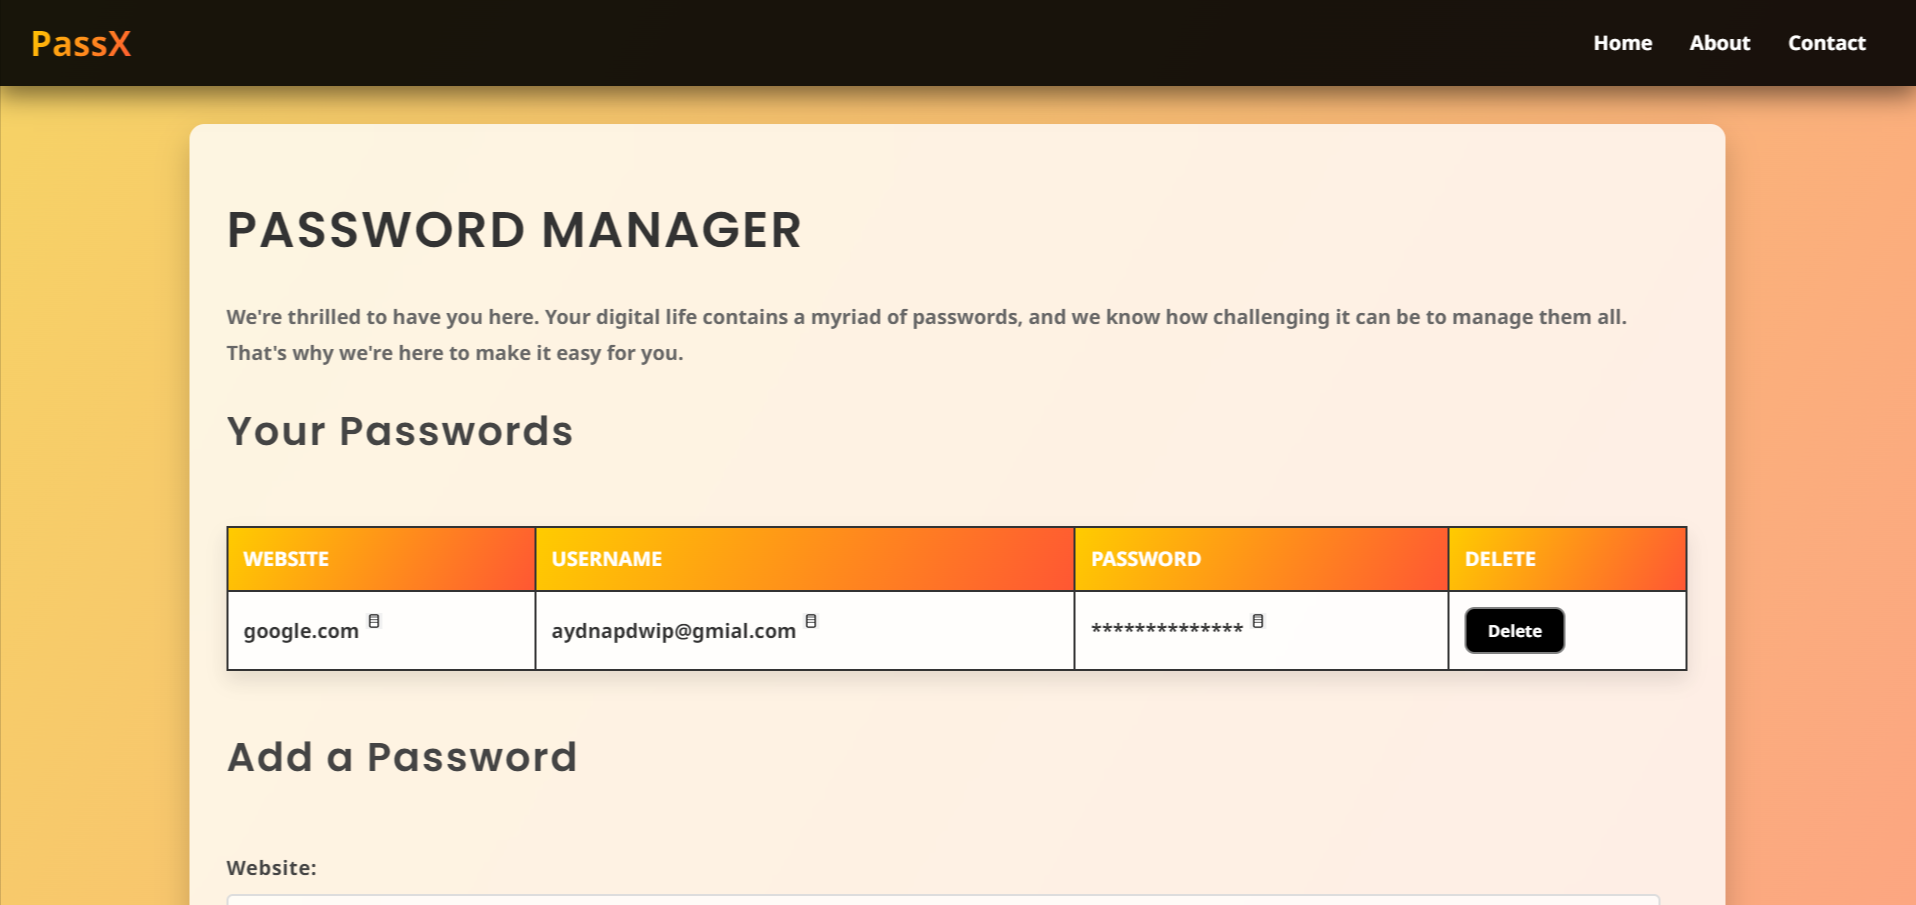 PassX
Home About Contact
PASSWORD MANAGER
We're thrilled to have you here. Your digital life contains a myriad of passwords, and we know how challenging it can be to manage them all.
That's why we're here to make it easy for you.
Your Passwords
WEBSITE USERNAME PASSWORD DELETE
google.com aydnapdwip@gmial.com ************** Delete
Add a Password
Website: